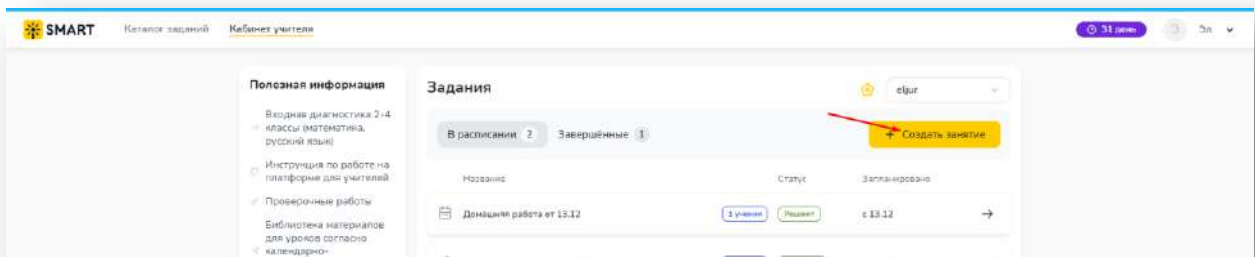 SMART Каталог заданий Кабинет учителя 31 день Эл
Полезная информация
Входная диагностика 2-4
классы (математика,
русский язык)
Инструкция по работе на
платформе для учителей
Проверочные работы
Библиотека материалов
для уроков согласно
календарно-
Задания
eljur
В расписании 2 Завершённые 1
+ Создать занятие
Название Статус Запланировано
Домашняя работа от 13.12 1 ученик Решают с 13.12 →